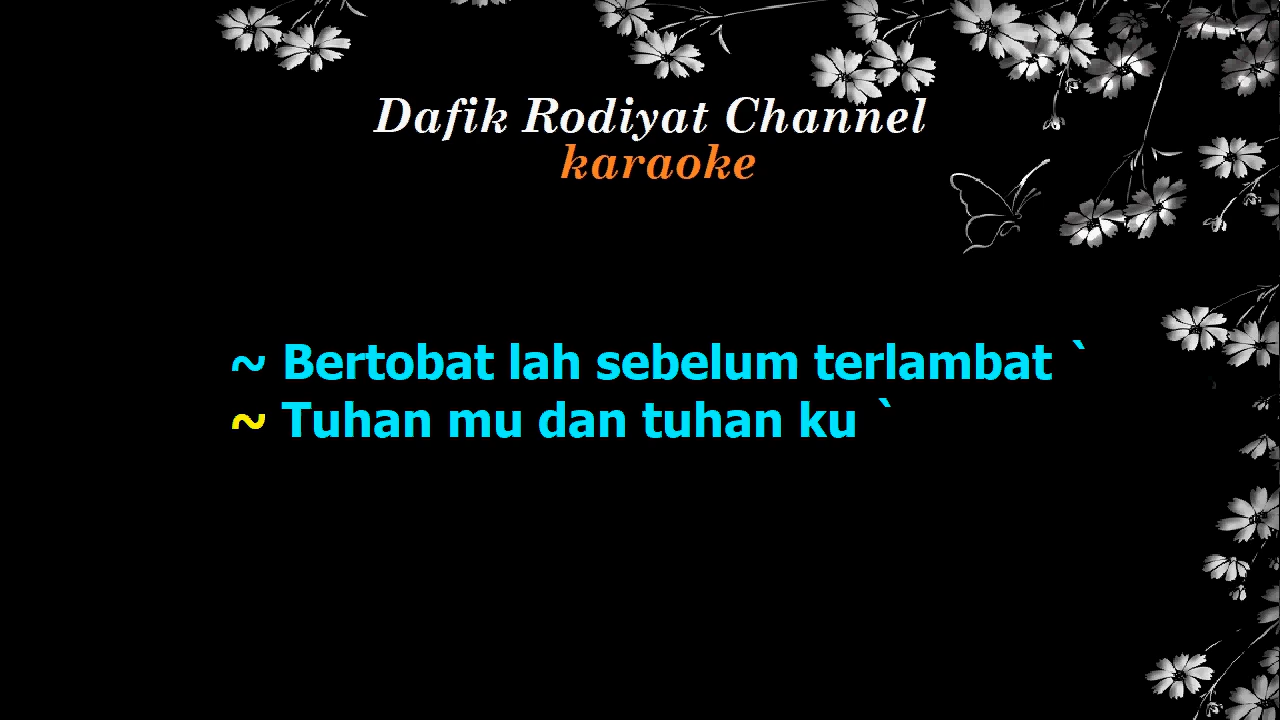 Dafik Rodiyat Channel
karaoke
~ Bertobat lah sebelum terlambat `
~ Tuhan mu dan tuhan ku `